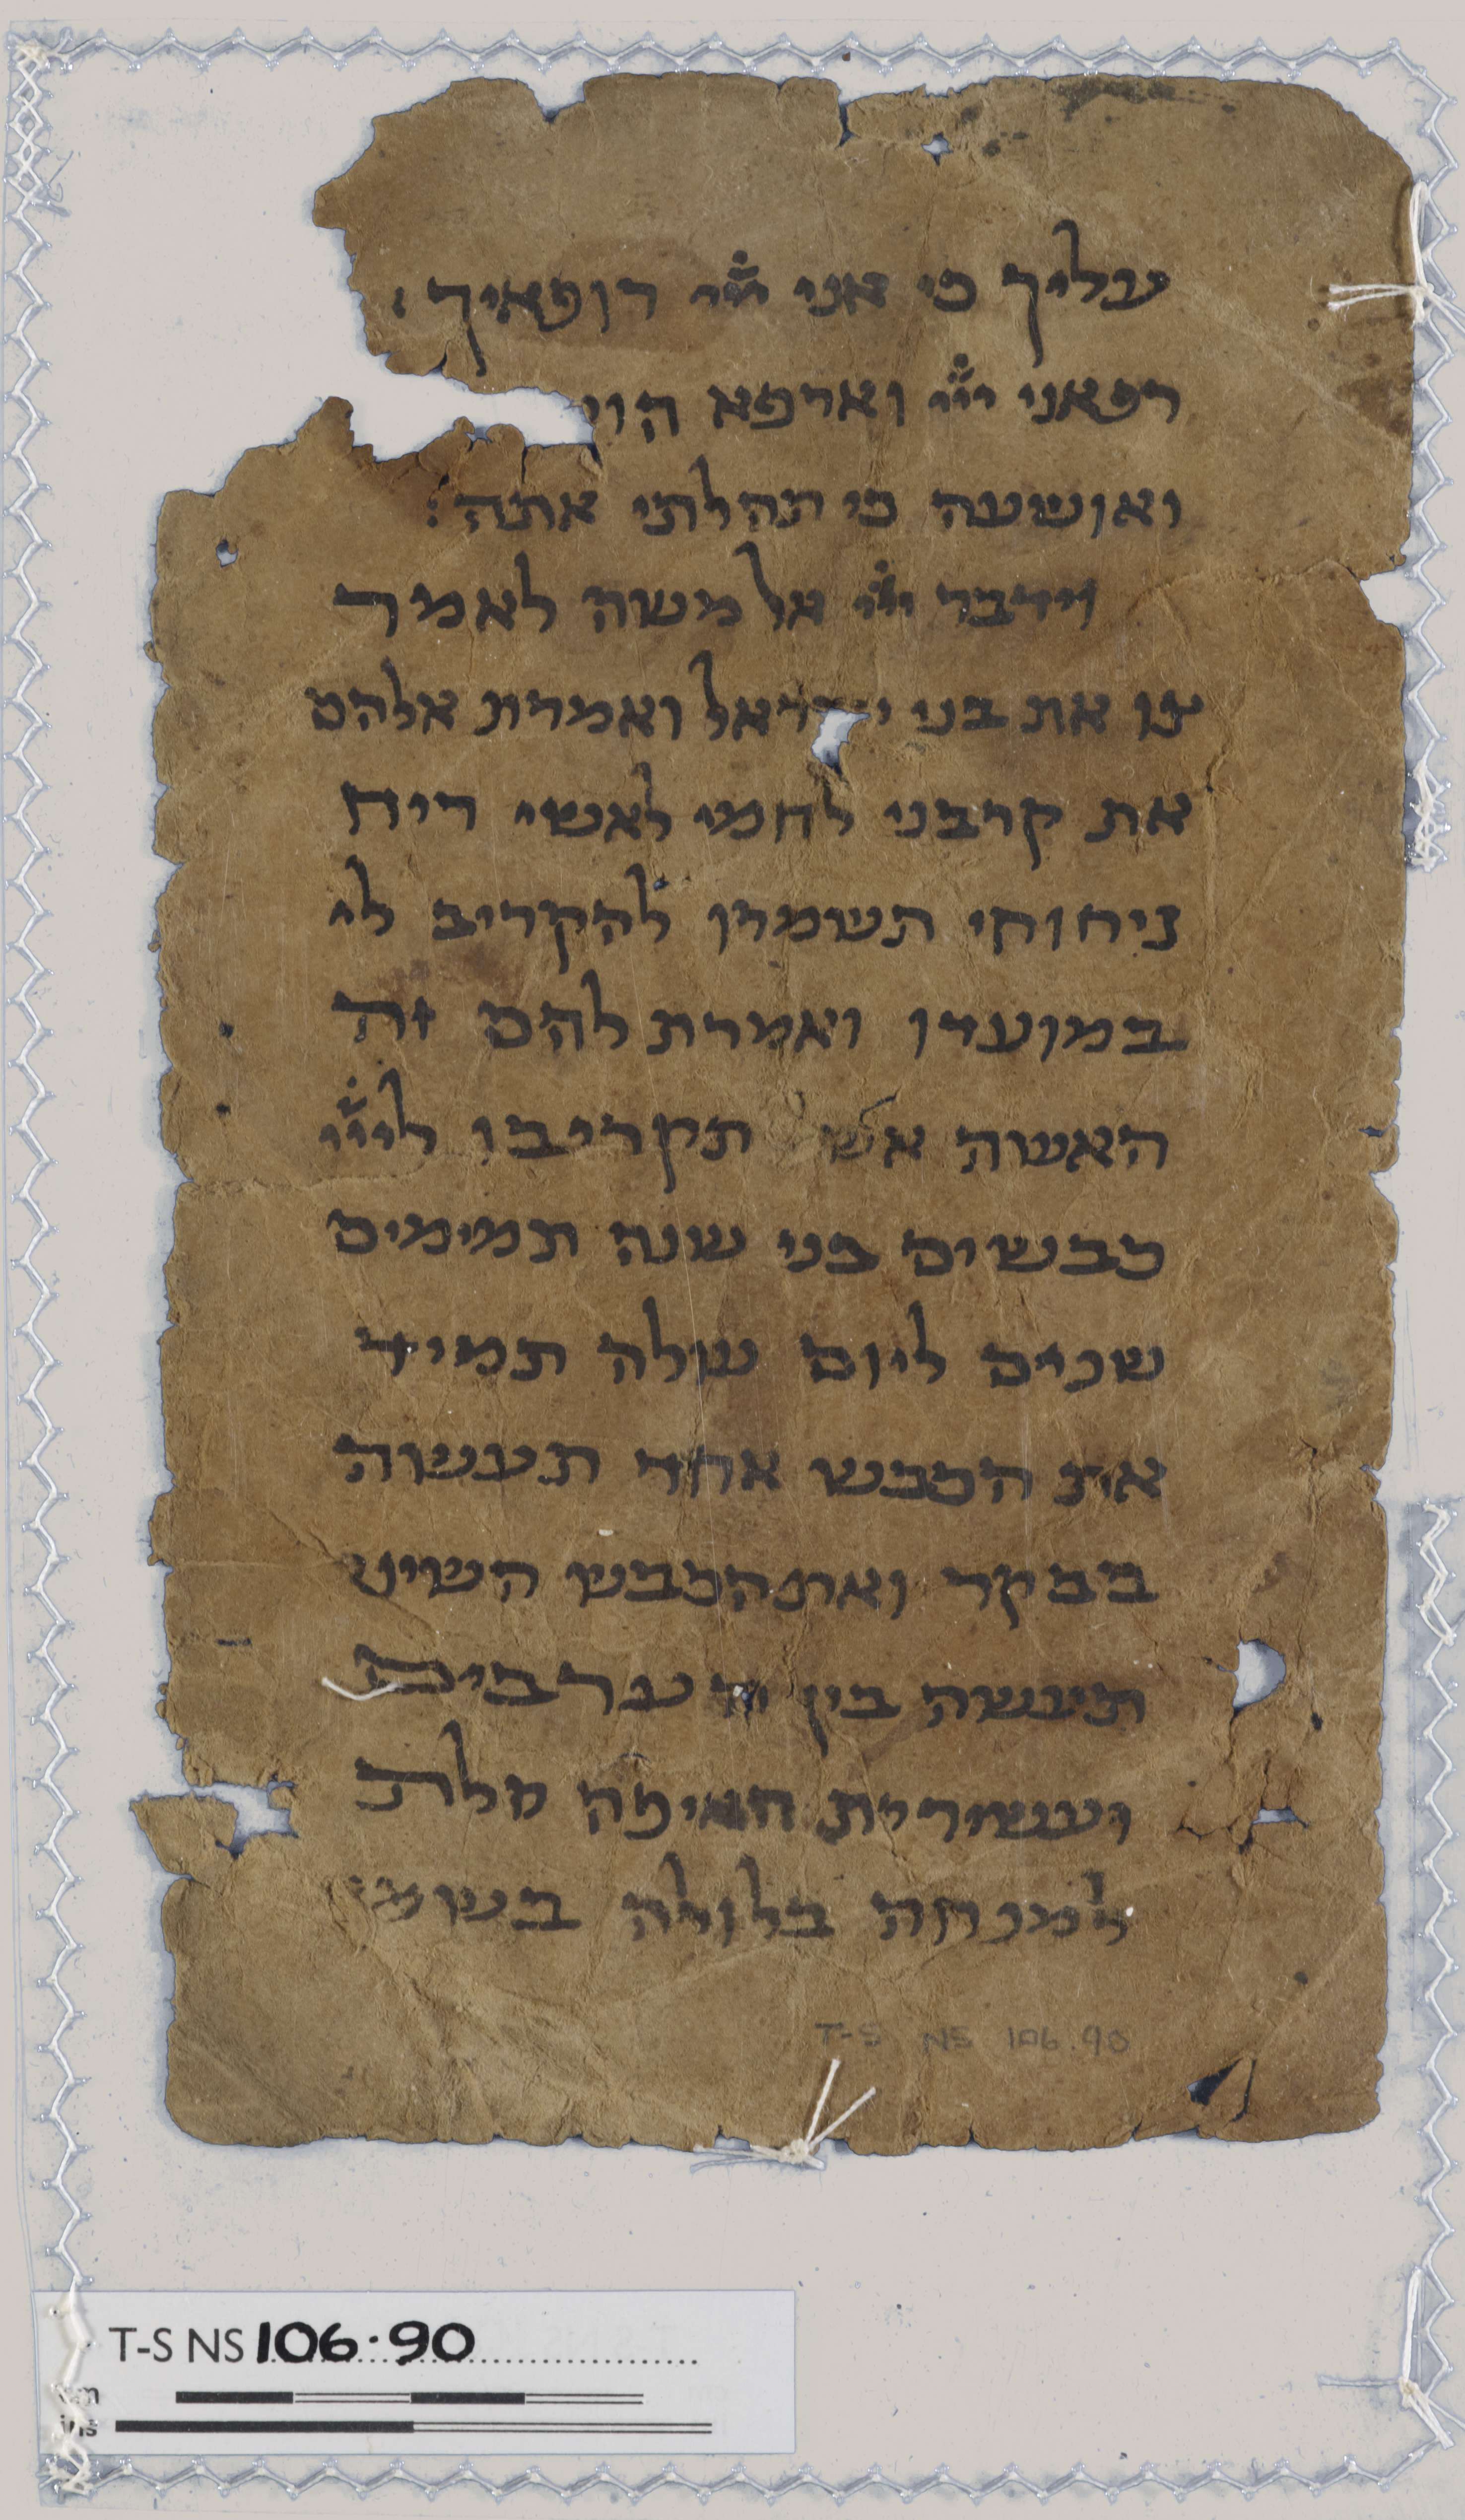 עליך כי אני ייי רופאיך
רפאני ייי וארפא הו
ואושעה כי תהלתי אתה:
וידבר ייי אל משה לאמר
צו את בני ישראל ואמרת אלהם
את קרבני לחמי לאשי ריח
ניחוחי תשמרו להקריב לי
במועדו ואמרת להם זה
האשה אש תקריבו לייי
כבשים בני שנה תמימים
שנים ליום עולה תמיד
את הכבש אחד תעשה
בבקר ואת הכבש השיני
תעשה בין הערבים
ועשירית האיפה סלת
למנחה בלולה בשמן
T-S NS 106.90
T-S NS 106.90
cm
ins